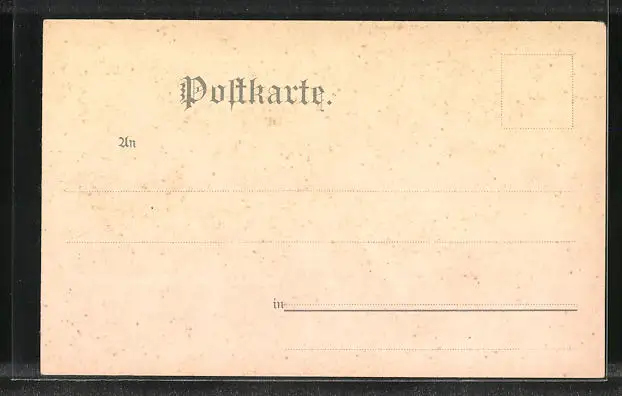 Postkarte.
An
in